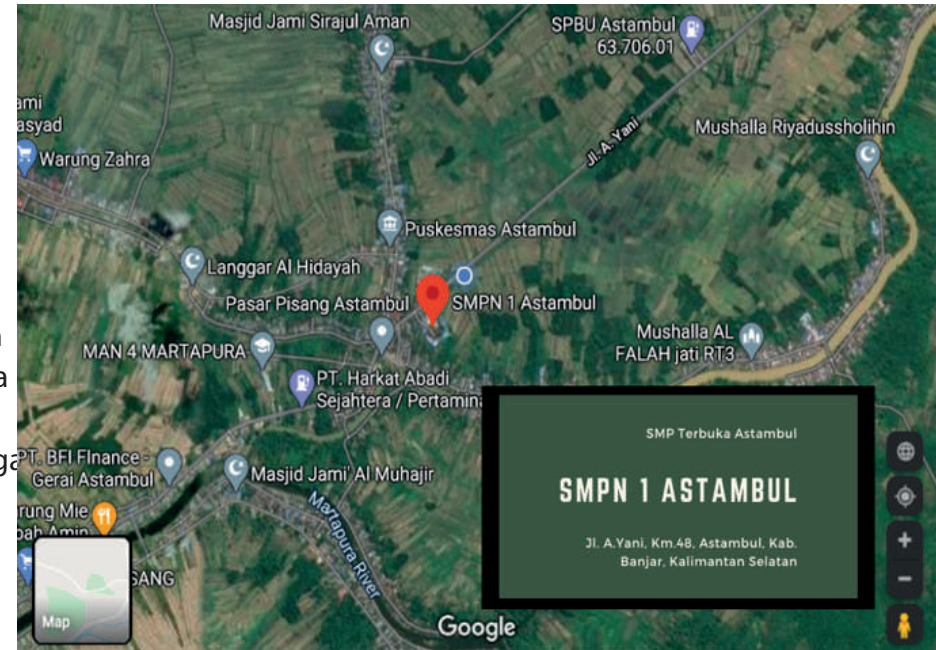 Masjid Jami Sirajul Aman
SPBU Astambul
63.706.01
ami
asyad
Warung Zahra
Jl. A. Yani
Mushalla Riyadussholihin
Puskesmas Astambul
Langgar Al Hidayah
Pasar Pisang Astambul
SMPN 1 Astambul
MAN 4 MARTAPURA
Mushalla AL
FALAH jati RT3
a
PT. Harkat Abadi
Sejahtera / Pertamina
ga
PT. BFI FInance -
Gerai Astambul
Masjid Jami' Al Muhajir
Martapura River
rung Mie
bah Amin
SANG
Map
Google
SMP Terbuka Astambul
SMPN 1 ASTAMBUL
Jl. A.Yani, Km.48, Astambul, Kab.
Banjar, Kalimantan Selatan